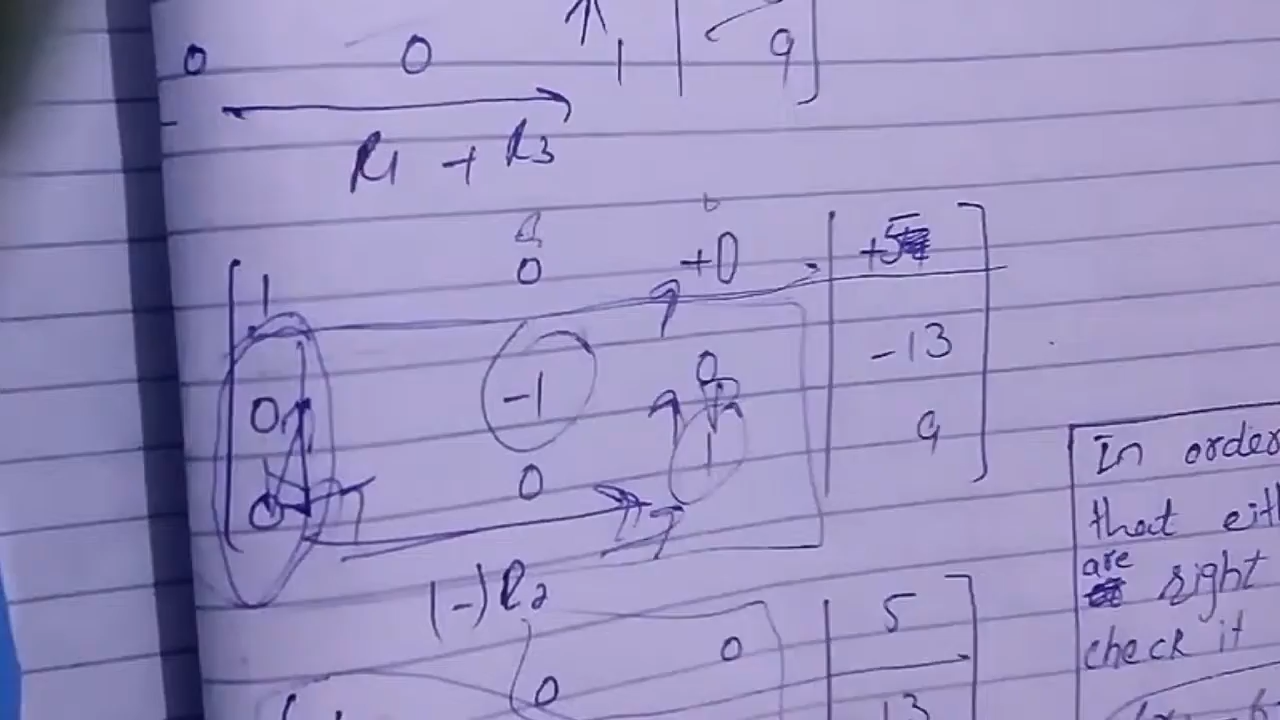 0 0 1 9
R1 + R3
1 0 +0 +5
0 -1 0 -13
0 0 1 9
(-)R2
0 5
0 13
In order
that eit
are
right
check it